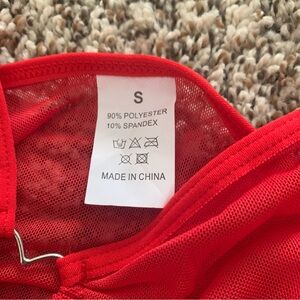 S
90% POLYESTER
10% SPANDEX
MADE IN CHINA